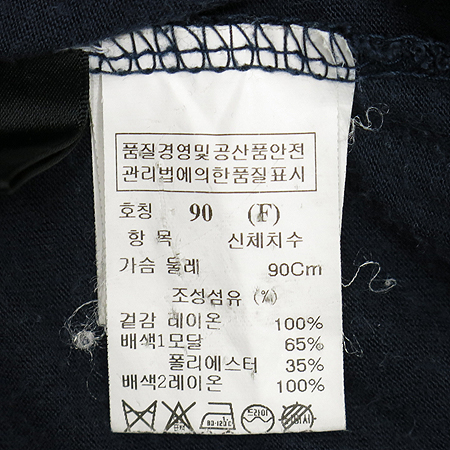 품질경영및공산품안전
관리법에의한품질표시
호칭 90 (F)
항 목 신체치수
가슴 둘레 90Cm
조성섬유 (%)
겉감 레이온 100%
배색1모달 65%
폴리에스터 35%
배색2레이온 100%
드라이